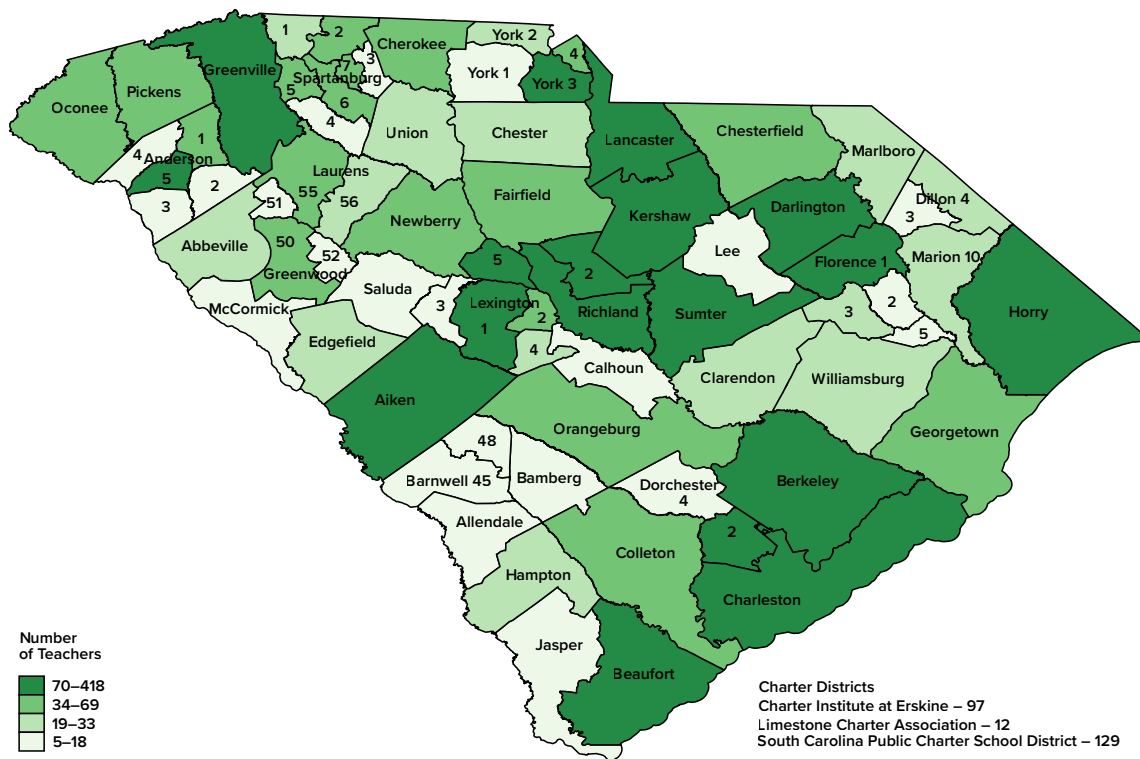 1
2
3
Cherokee
York 2
4
York 1
York 3
Greenville
7
Spartanburg
5
6
4
Oconee
Pickens
1
4
Anderson
5
2
3
Union
Chester
Lancaster
Chesterfield
Marlboro
Dillon 4
3
Laurens
55
56
51
Newberry
Fairfield
Kershaw
Lee
Darlington
Florence 1
Marion 10
Horry
Abbeville
50
52
Greenwood
McCormick
Saluda
Edgefield
5
2
Lexington
3
1
2
4
Richland
Sumter
3
2
5
Calhoun
Clarendon
Williamsburg
Georgetown
Aiken
Orangeburg
48
Barnwell 45
Bamberg
Dorchester
4
Berkeley
Allendale
2
Colleton
Hampton
Charleston
Jasper
Beaufort
Number
of Teachers
70–418
34–69
19–33
5–18
Charter Districts
Charter Institute at Erskine – 97
Limestone Charter Association – 12
South Carolina Public Charter School District – 129